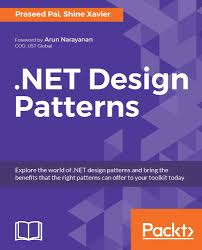 Praseed Pai, Shine Xavier
Foreword by Arun Narayanan
COO, UST Global
.NET Design
Patterns
Explore the world of .NET design patterns and bring the
benefits that the right patterns can offer to your toolkit today
Packt>